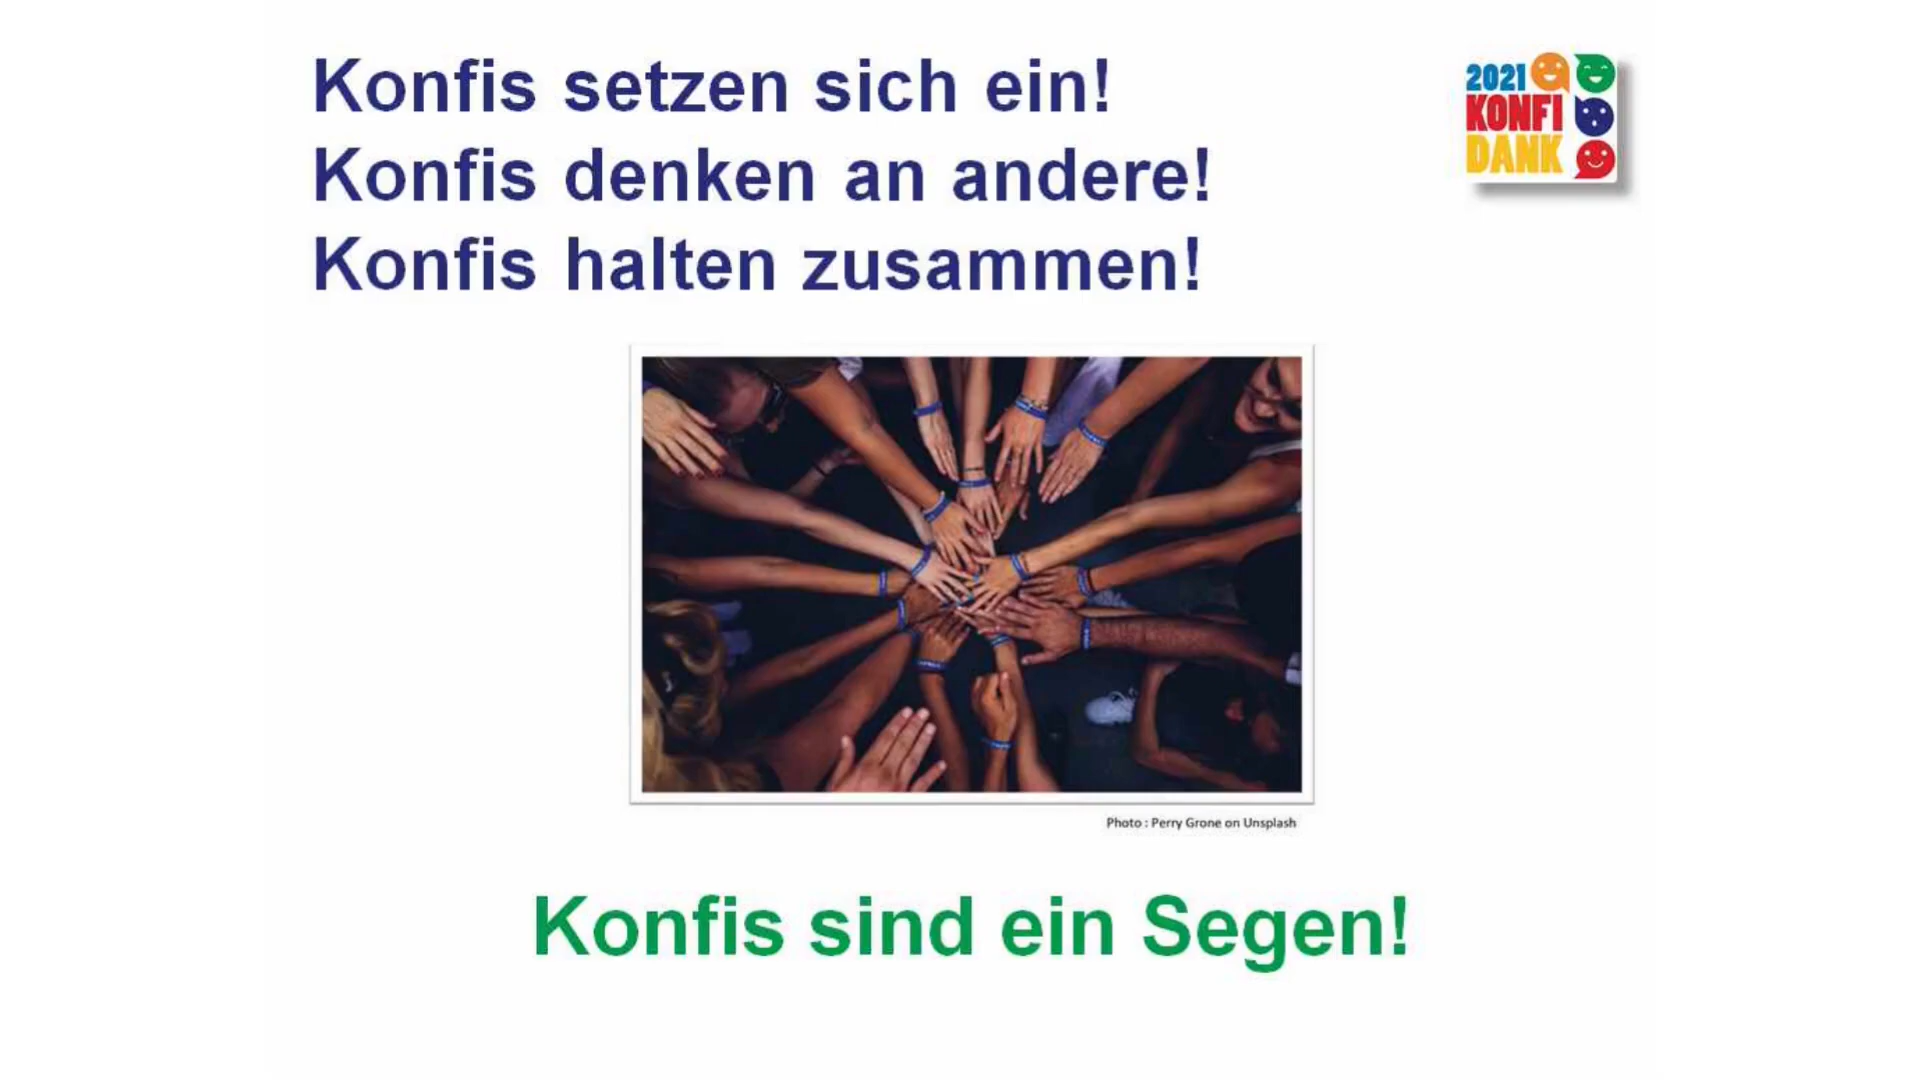 Konfis setzen sich ein!
Konfis denken an andere!
Konfis halten zusammen!
2021
KONFI
DANK
Photo : Perry Grone on Unsplash
Konfis sind ein Segen!